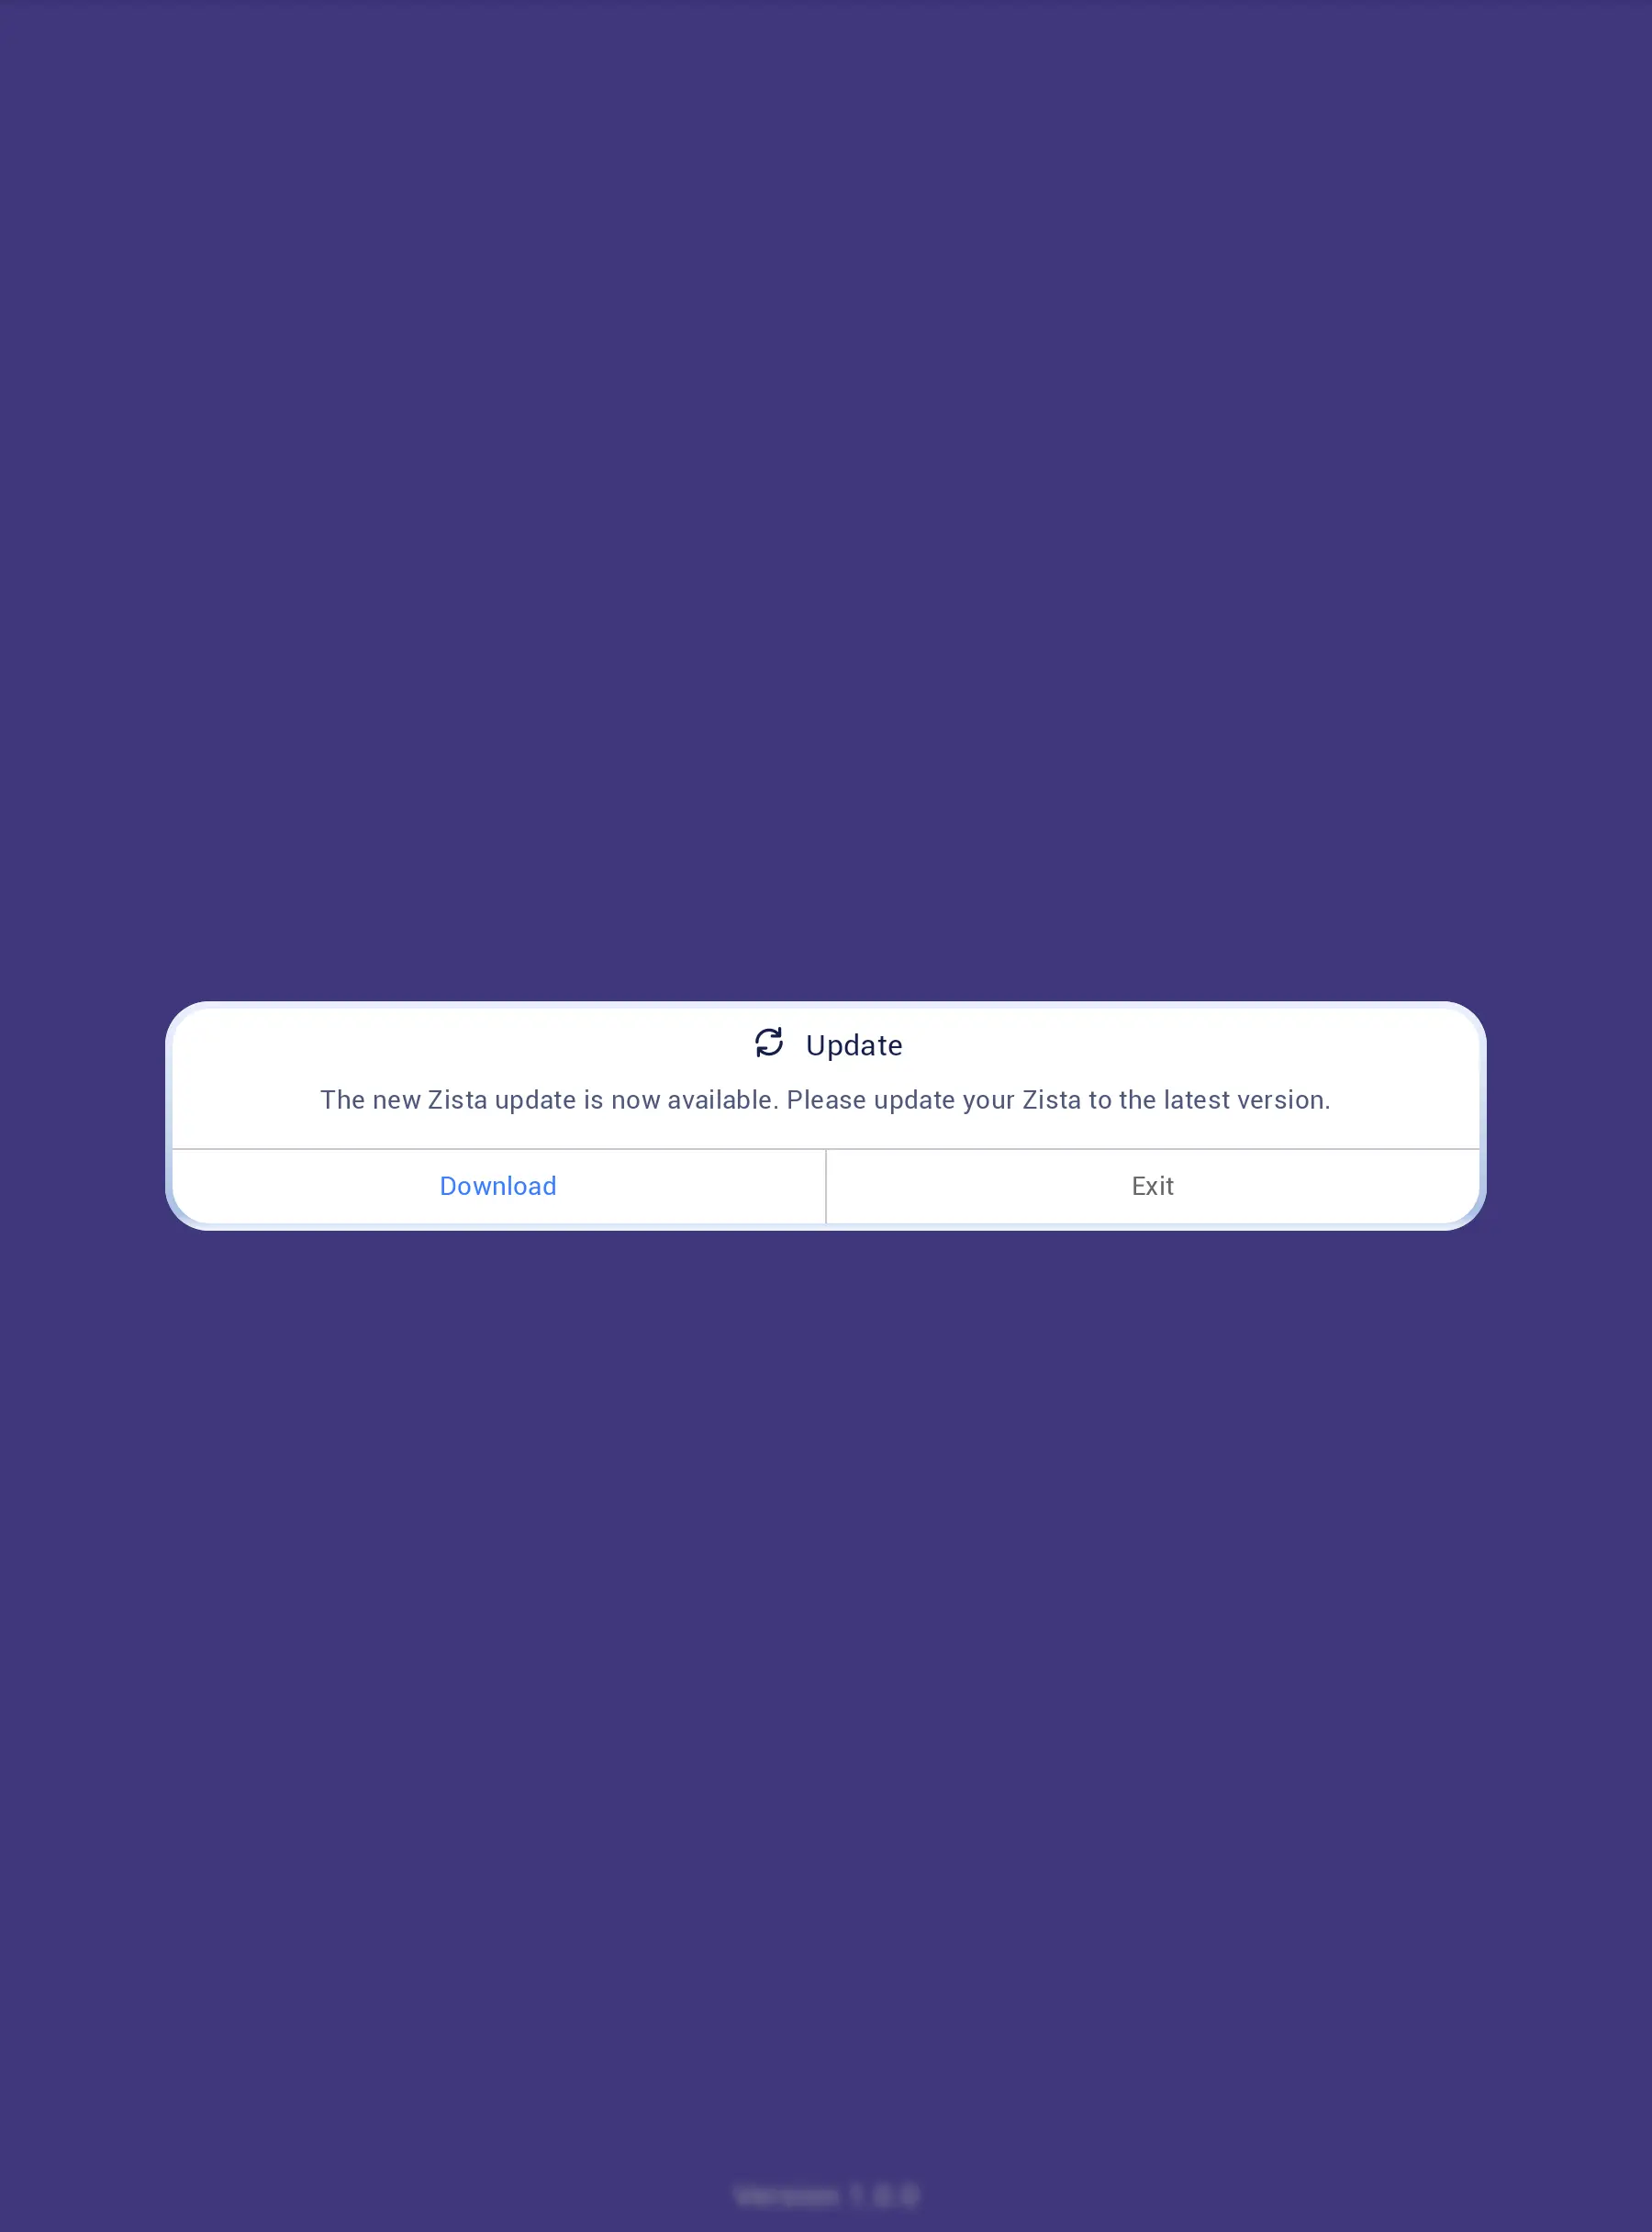 Update
The new Zista update is now available. Please update your Zista to the latest version.
Download
Exit
Version 1.0.0